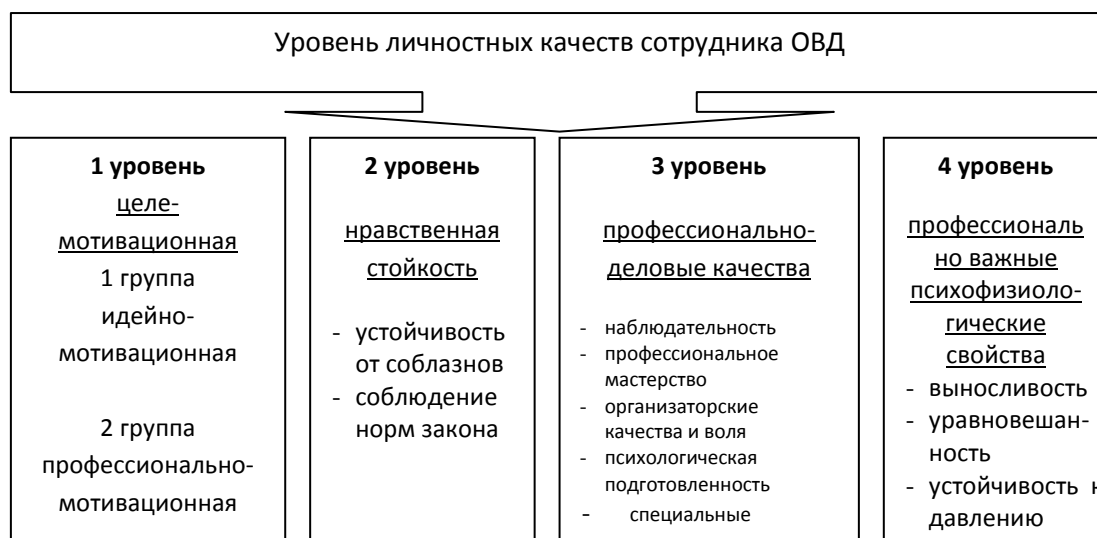 Уровень личностных качеств сотрудника ОВД
1 уровень
целе-
мотивационная
1 группа
идейно-
мотивационная
2 группа
профессионально-
мотивационная
2 уровень
нравственная
стойкость
- устойчивость
от соблазнов
- соблюдение
норм закона
3 уровень
профессионально-
деловые качества
- наблюдательность
- профессиональное
мастерство
- организаторские
качества и воля
- психологическая
подготовленность
- специальные
4 уровень
профессиональ
но важные
психофизиоло-
гические
свойства
- выносливость
- уравновешан-
ность
- устойчивость
давлению